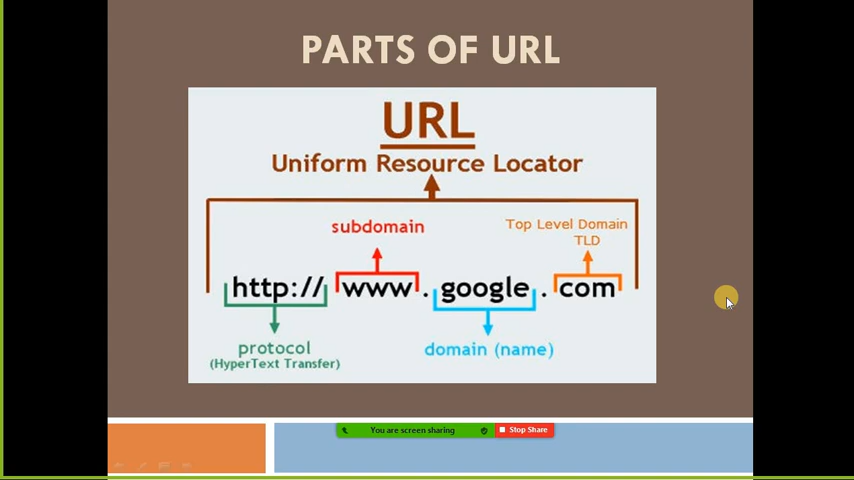 PARTS OF URL
URL
Uniform Resource Locator
subdomain
Top Level Domain
TLD
http:// www . google . com
protocol
(HyperText Transfer)
domain (name)
You are screen sharing
Stop Share